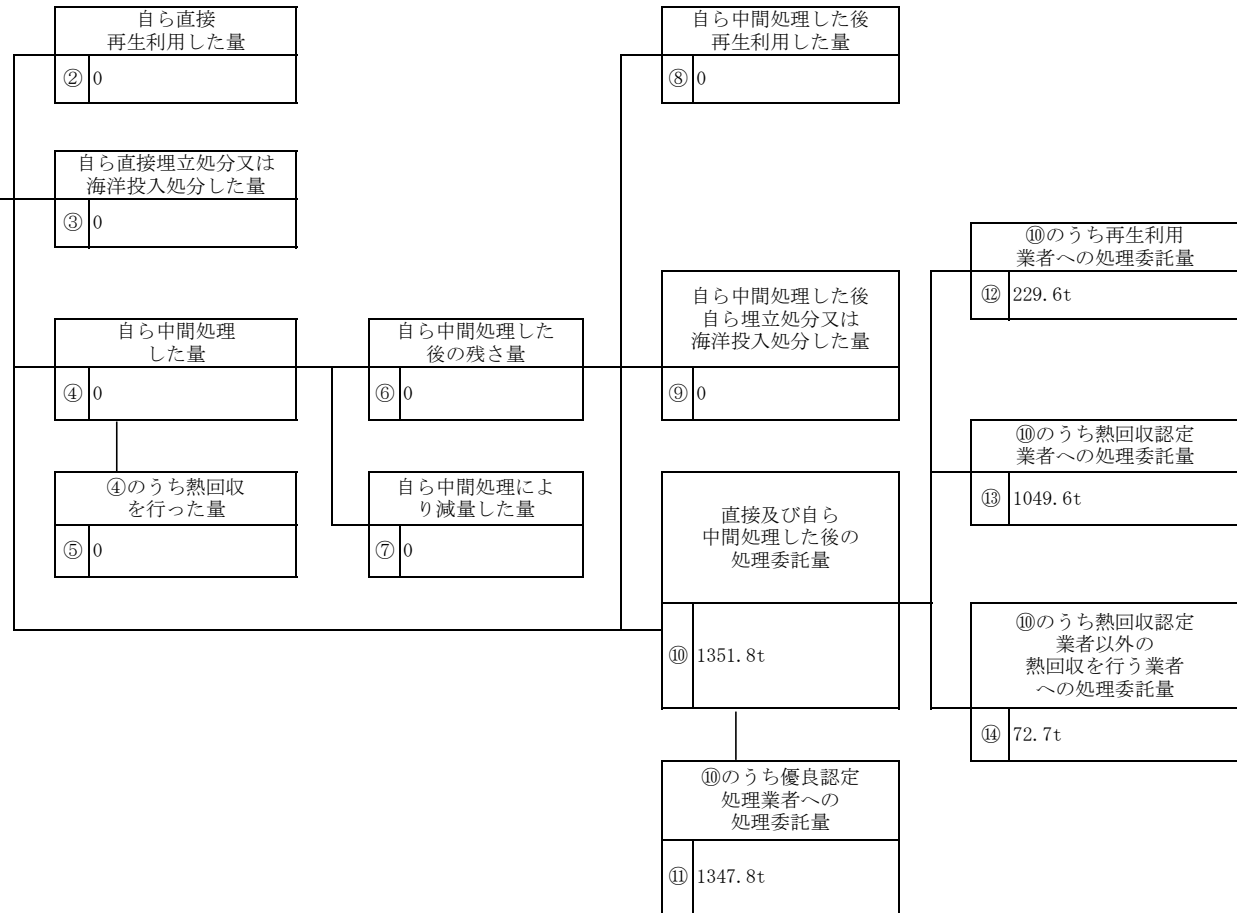 自ら直接
再生利用した量
② 0
自ら中間処理した後
再生利用した量
⑧ 0
自ら直接埋立処分又は
海洋投入処分した量
③ 0
⑩のうち再生利用
業者への処理委託量
⑫ 229.6t
自ら中間処理
した量
④ 0
自ら中間処理した
後の残さ量
⑥ 0
自ら中間処理した後
自ら埋立処分又は
海洋投入処分した量
⑨ 0
⑩のうち熱回収認定
業者への処理委託量
⑬ 1049.6t
④のうち熱回収
を行った量
⑤ 0
自ら中間処理によ
り減量した量
⑦ 0
直接及び自ら
中間処理した後の
処理委託量
⑩ 1351.8t
⑩のうち熱回収認定
業者以外の
熱回収を行う業者
への処理委託量
⑭ 72.7t
⑩のうち優良認定
処理業者への
処理委託量
⑪ 1347.8t